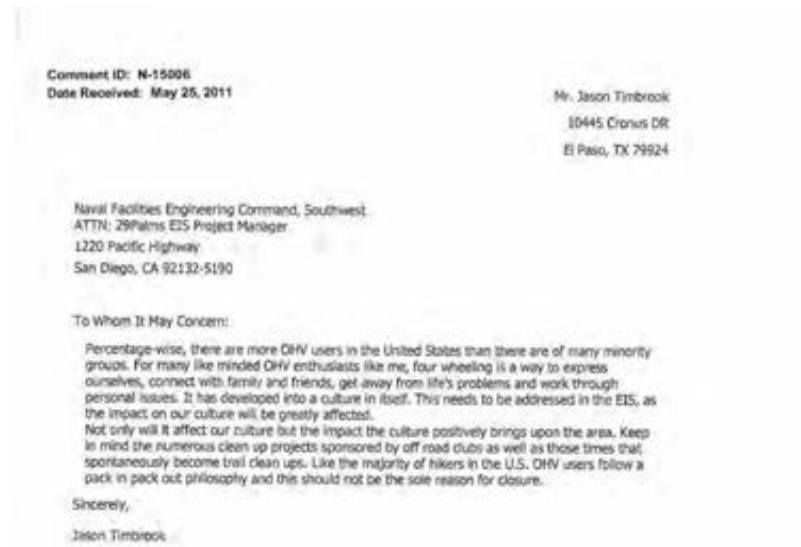 Comment ID: N-15006
Date Received: May 25, 2011
Mr. Jason Timbrook
10445 Cronus DR
El Paso, TX 79924
Naval Facilities Engineering Command, Southwest
ATTN: 29Palms EIS Project Manager
1220 Pacific Highway
San Diego, CA 92132-5190
To Whom It May Concern:
Percentage-wise, there are more OHV users in the United States than there are of many minority
groups. For many like minded OHV enthusiasts like me, four wheeling is a way to express
ourselves, connect with family and friends, get away from life's problems and work through
personal issues. It has developed into a culture in itself. This needs to be addressed in the EIS, as
the impact on our culture will be greatly affected.
Not only will it affect our culture but the impact the culture positively brings upon the area. Keep
in mind the numerous clean up projects sponsored by off road clubs as well as those times that
spontaneously become trail clean ups. Like the majority of hikers in the U.S. OHV users follow a
pack in pack out philosophy and this should not be the sole reason for closure.
Sincerely,
Jason Timbrook